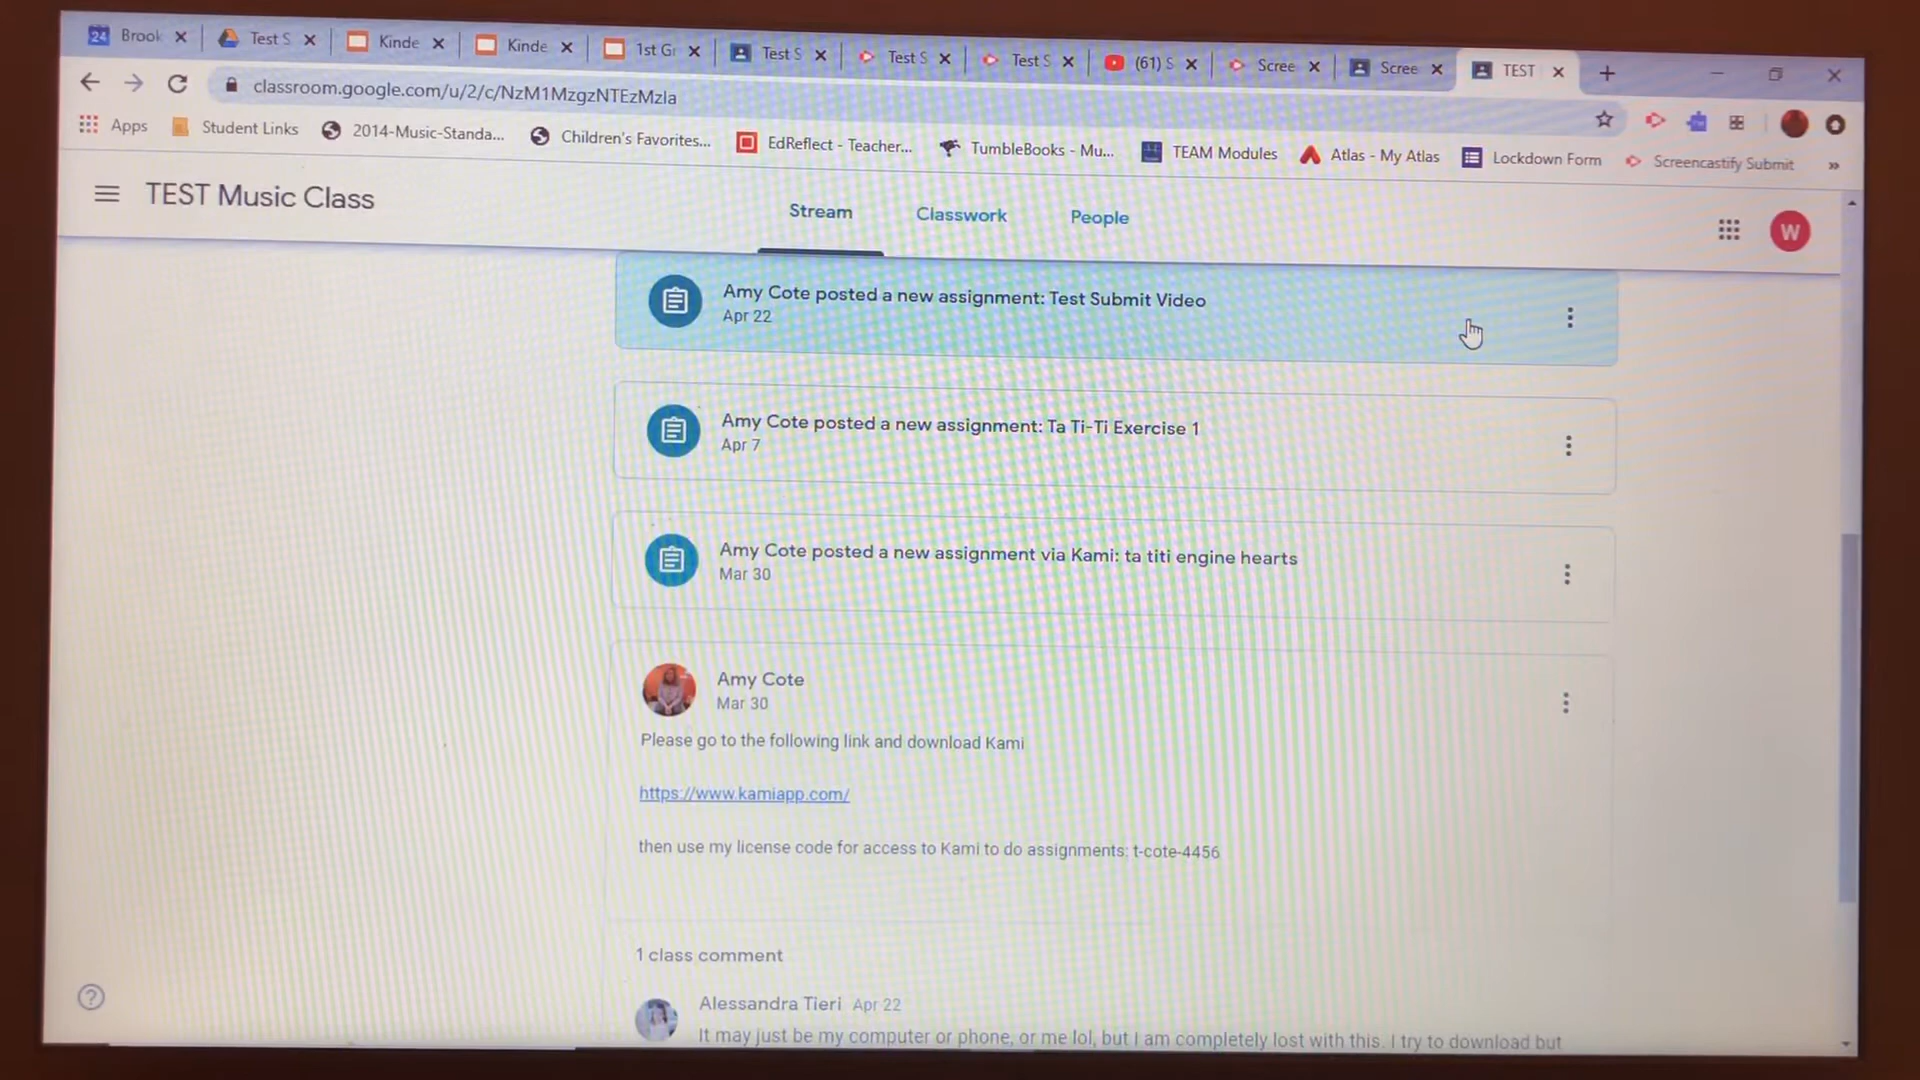 24 Brook
Test S
Kinde
Kinde
1st Gr
Test S
Test S
Test S
(61) S
Scree
Scree
TEST
classroom.google.com/u/2/c/NzM1MzgzNTEzMzla
Apps
Student Links
2014-Music-Standa...
Children's Favorites...
EdReflect - Teacher...
TumbleBooks - Mu...
TEAM Modules
Atlas - My Atlas
Lockdown Form
Screencastify Submit
»
TEST Music Class
Stream
Classwork
People
W
Amy Cote posted a new assignment: Test Submit Video
Apr 22
Amy Cote posted a new assignment: Ta Ti-Ti Exercise 1
Apr 7
Amy Cote posted a new assignment via Kami: ta titi engine hearts
Mar 30
Amy Cote
Mar 30
Please go to the following link and download Kami
https://www.kamiapp.com/
then use my license code for access to Kami to do assignments: t-cote-4456
1 class comment
Alessandra Tieri Apr 22
It may just be my computer or phone, or me lol, but I am completely lost with this. I try to download but